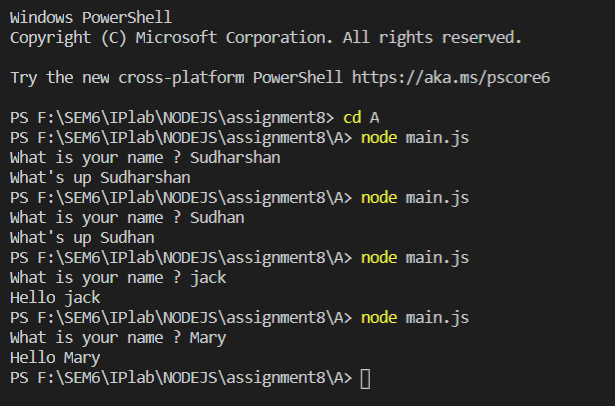 Windows PowerShell
Copyright (C) Microsoft Corporation. All rights reserved.
Try the new cross-platform PowerShell https://aka.ms/pscore6
PS F:\SEM6\IPlab\NODEJS\assignment8> cd A
PS F:\SEM6\IPlab\NODEJS\assignment8\A> node main.js
What is your name ? Sudharshan
What's up Sudharshan
PS F:\SEM6\IPlab\NODEJS\assignment8\A> node main.js
What is your name ? Sudhan
What's up Sudhan
PS F:\SEM6\IPlab\NODEJS\assignment8\A> node main.js
What is your name ? jack
Hello jack
PS F:\SEM6\IPlab\NODEJS\assignment8\A> node main.js
What is your name ? Mary
Hello Mary
PS F:\SEM6\IPlab\NODEJS\assignment8\A>